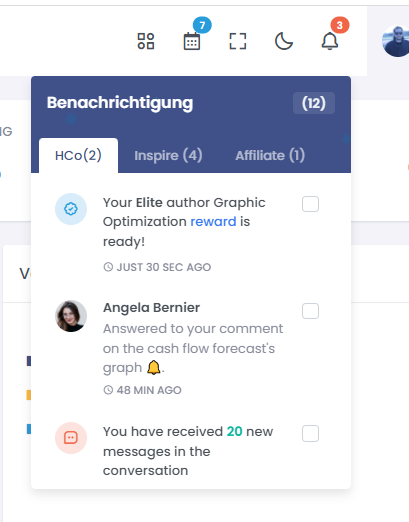 7
3
Benachrichtigung (12)
NG
HCo(2) Inspire (4) Affiliate (1)
Your Elite author Graphic
Optimization reward is
ready!
JUST 30 SEC AGO
Angela Bernier
Answered to your comment
on the cash flow forecast's
graph 🔔.
48 MIN AGO
You have received 20 new
messages in the
conversation